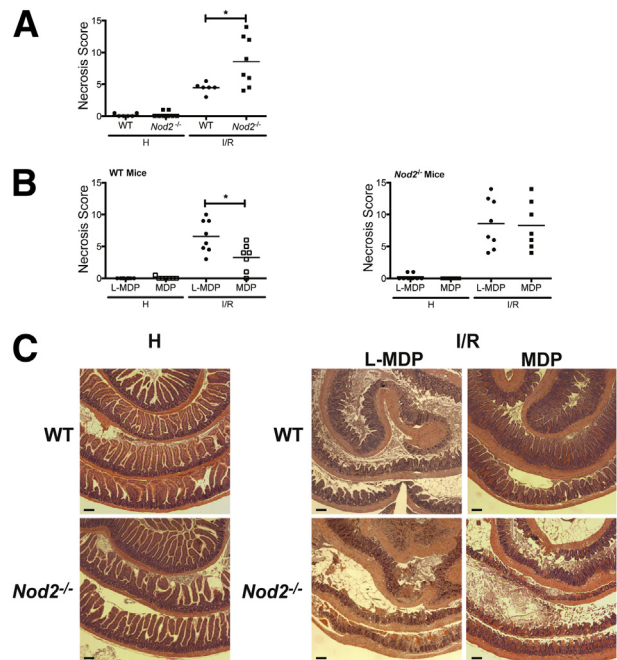 A
Necrosis Score
15
10
5
0
*
WT Nod2 -/- WT Nod2 -/-
H I/R
B
WT Mice
Necrosis Score
15
10
5
0
*
L-MDP MDP L-MDP MDP
H I/R
Nod2 -/- Mice
Necrosis Score
15
10
5
0
L-MDP MDP L-MDP MDP
H I/R
C
H I/R
L-MDP MDP
WT WT
Nod2-/- Nod2-/-